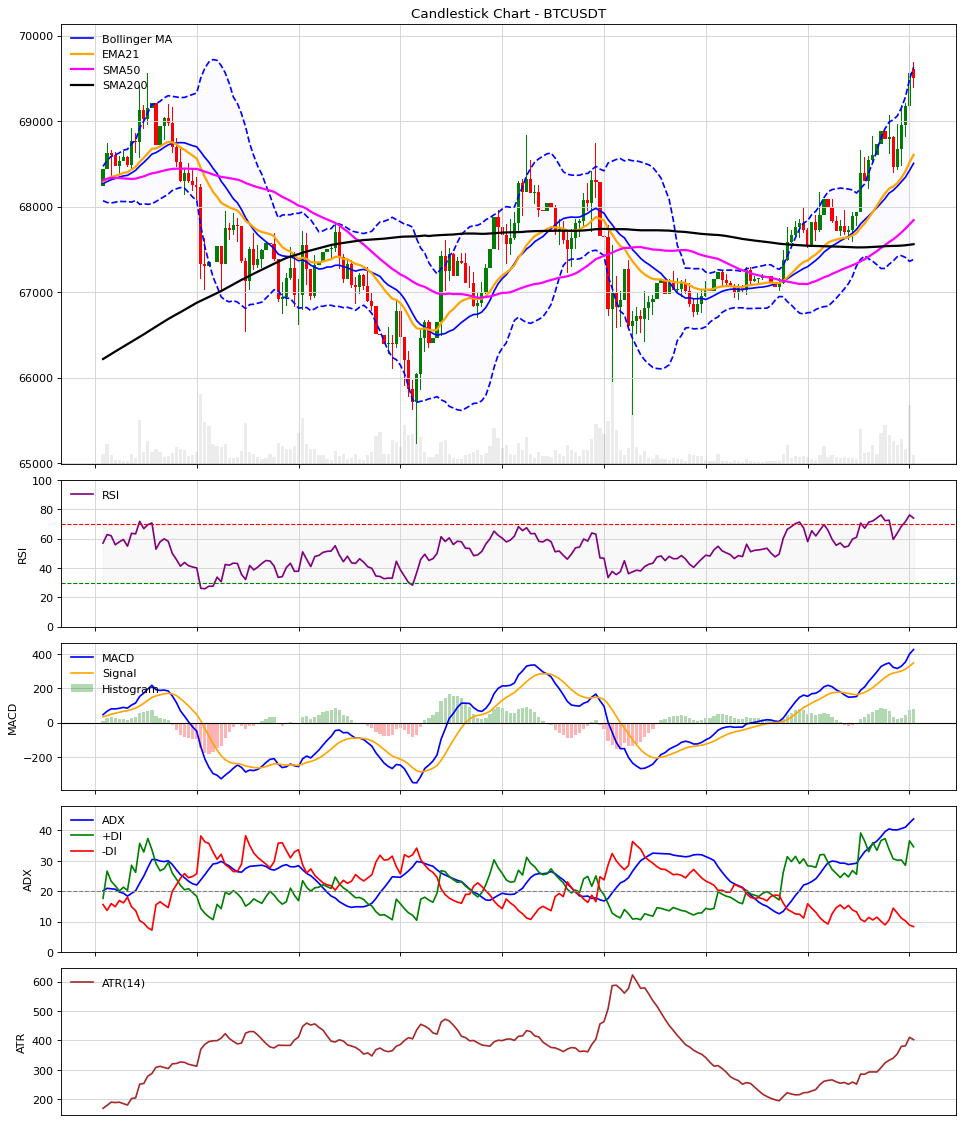 Candlestick Chart - BTCUSDT
70000
69000
68000
67000
66000
65000
Bollinger MA
EMA21
SMA50
SMA200
100
80
60
40
20
0
RSI
RSI
400
200
0
−200
MACD
MACD
Signal
Histogram
40
30
20
10
0
ADX
ADX
+DI
-DI
600
500
400
300
200
ATR
ATR(14)